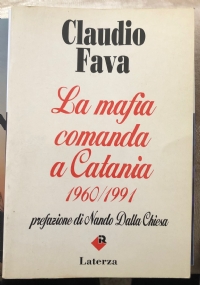 Claudio
Fava
La mafia
comanda
a Catania
1960/1991
prefazione di Nando Dalla Chiesa
Laterza